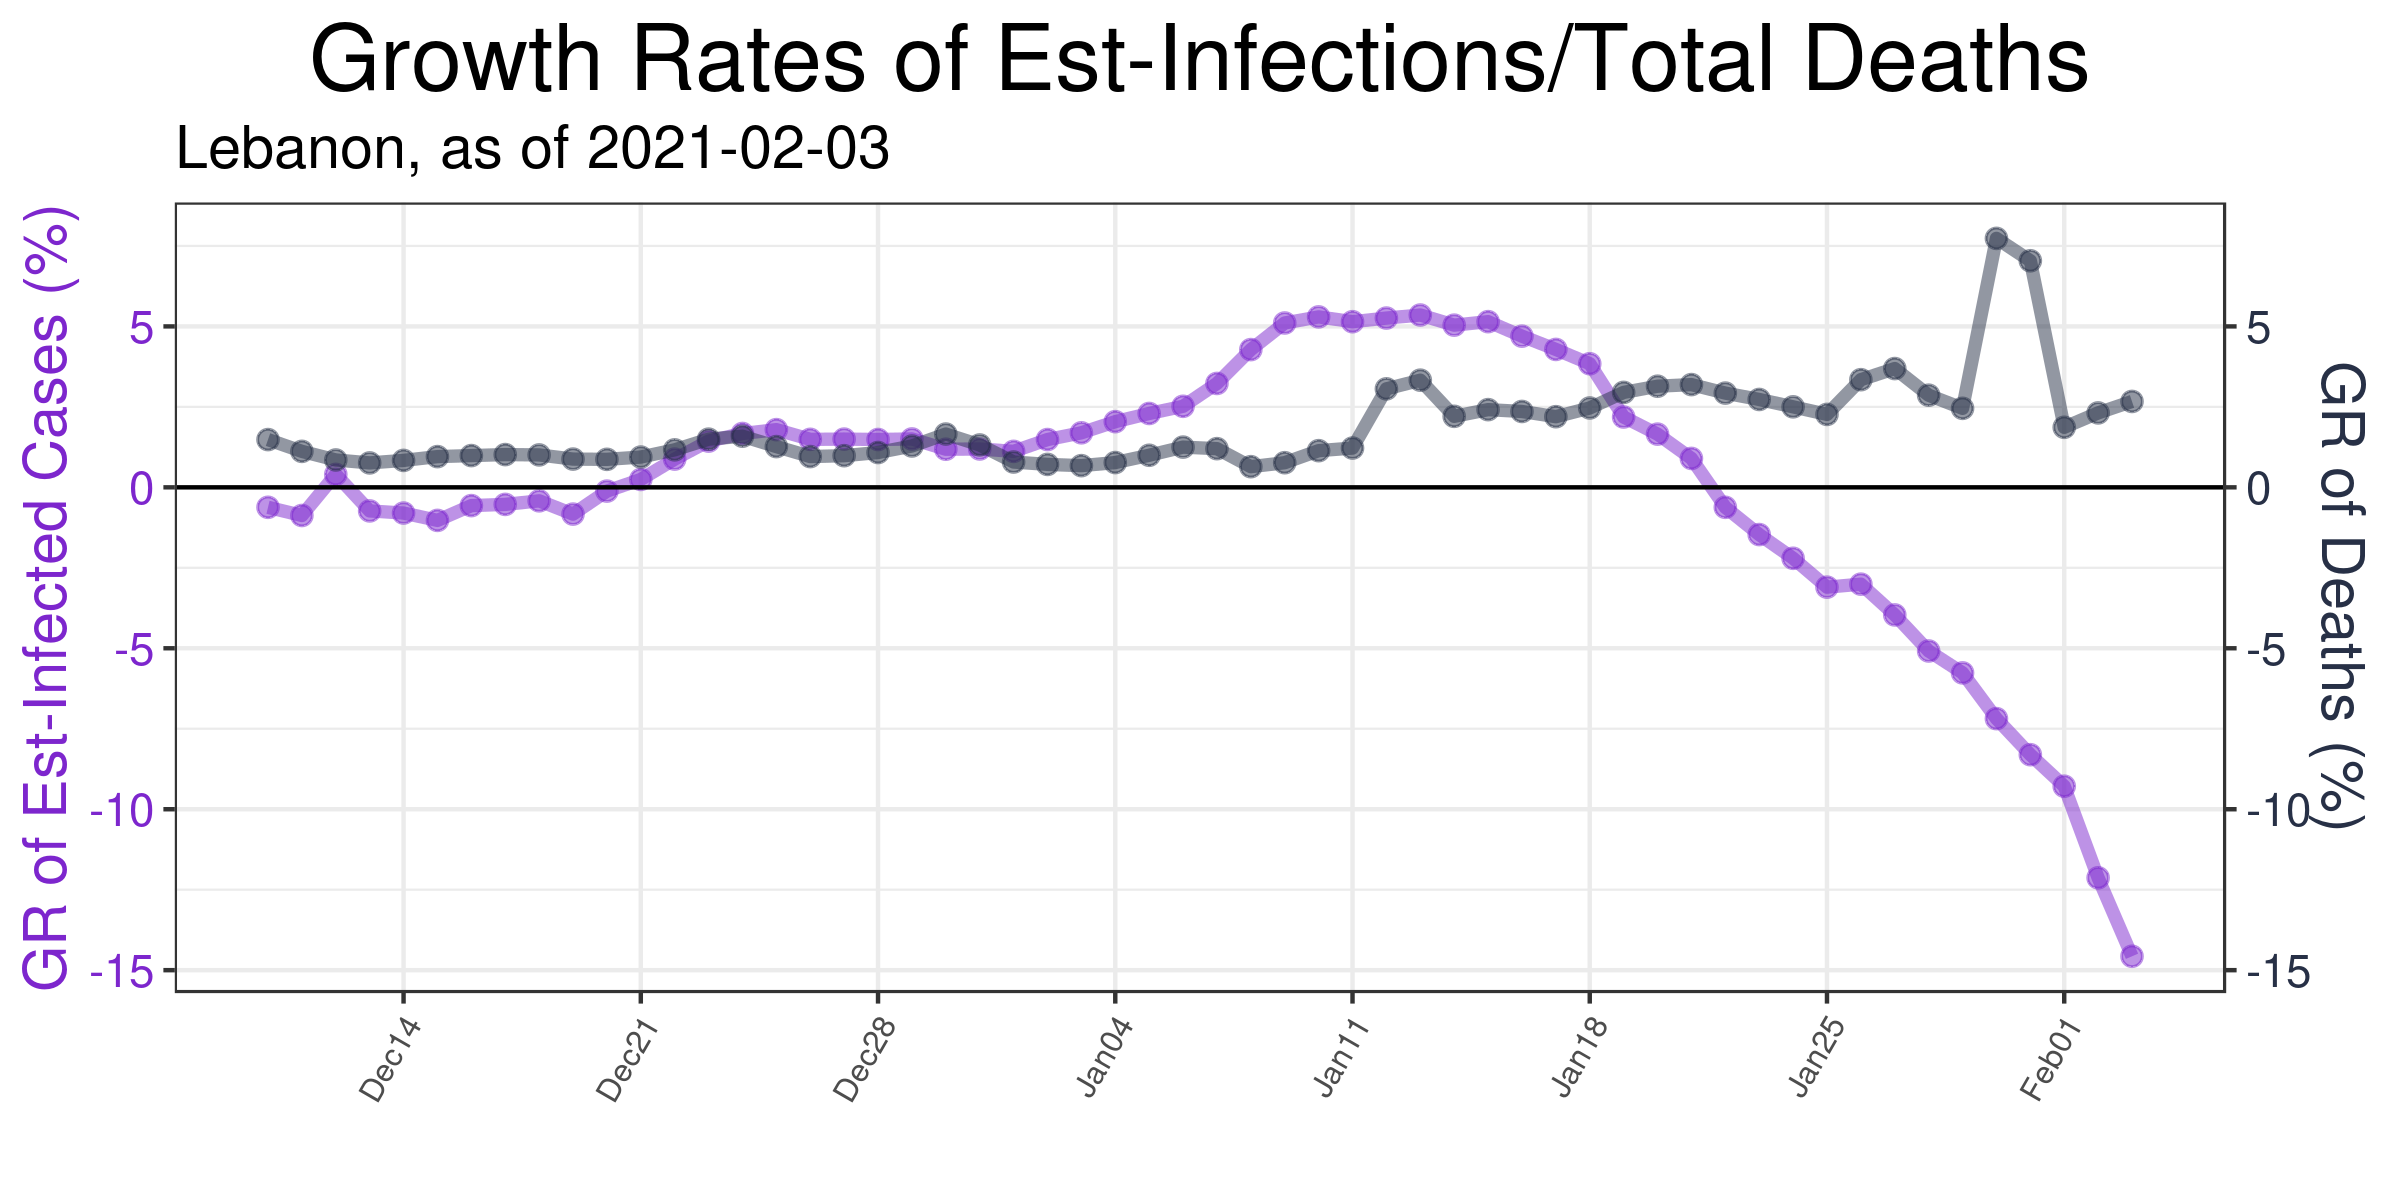 Growth Rates of Est-Infections/Total Deaths
Lebanon, as of 2021-02-03
GR of Est-Infected Cases (%)
5
0
-5
-10
-15
5
0
-5
-10
-15
GR of Deaths (%)
Dec14
Dec21
Dec28
Jan04
Jan11
Jan18
Jan25
Feb01